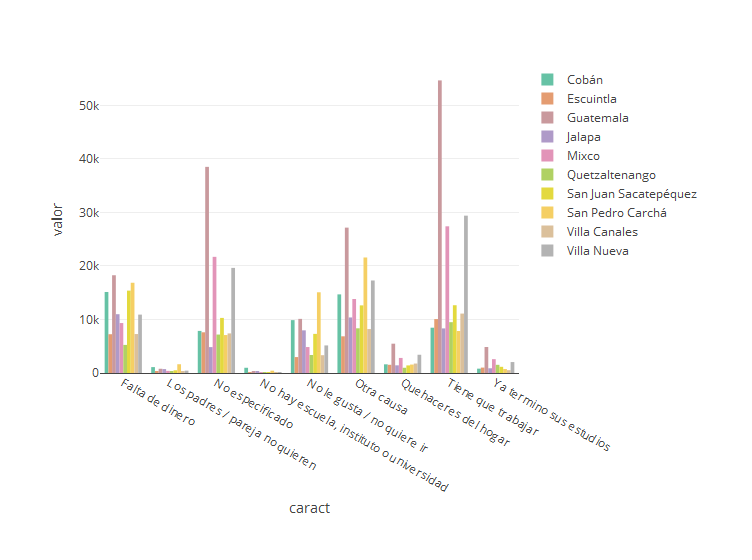 50k
40k
30k
20k
10k
0
valor
Falta de dinero
Los padres / pareja no quieren
No especificado
No hay escuela, instituto o universidad
No le gusta / no quiere ir
Otra causa
Quehaceres del hogar
Tiene que trabajar
Ya termino sus estudios
caract
Cobán
Escuintla
Guatemala
Jalapa
Mixco
Quetzaltenango
San Juan Sacatepéquez
San Pedro Carchá
Villa Canales
Villa Nueva